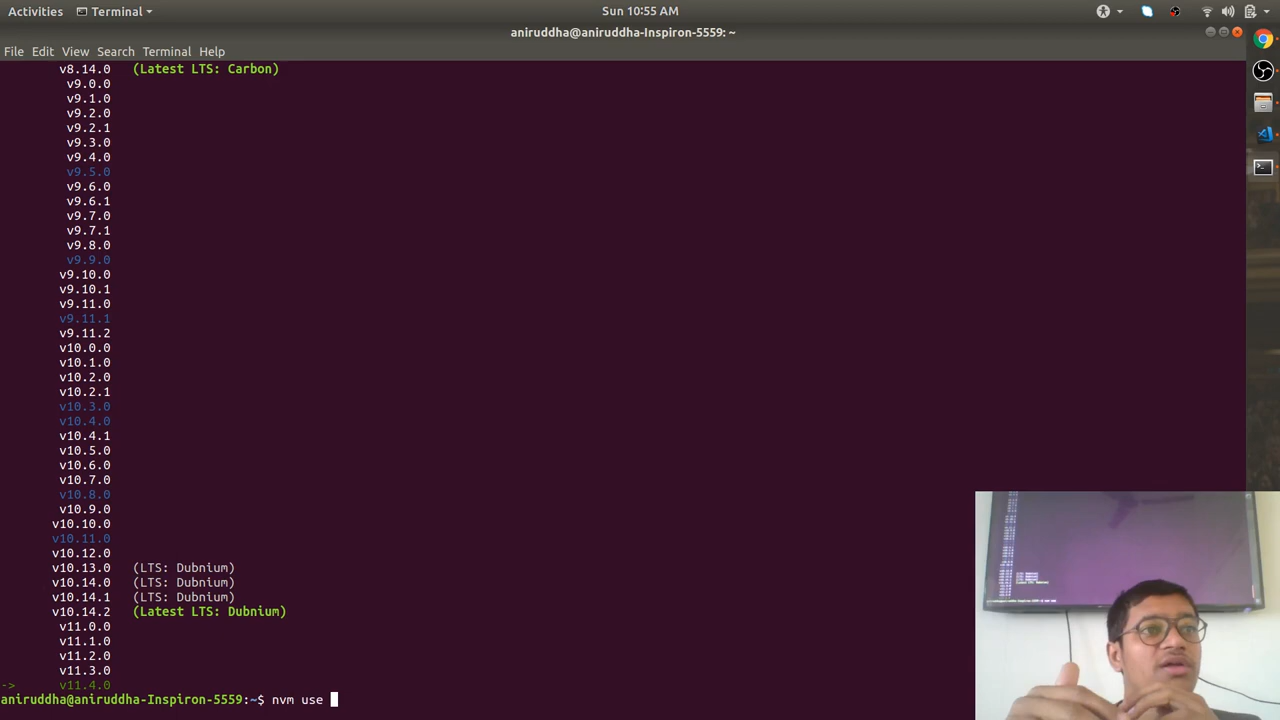 Activities Terminal Sun 10:55 AM
aniruddha@aniruddha-Inspiron-5559: ~
File Edit View Search Terminal Help
v8.14.0 (Latest LTS: Carbon)
v9.0.0
v9.1.0
v9.2.0
v9.2.1
v9.3.0
v9.4.0
v9.5.0
v9.6.0
v9.6.1
v9.7.0
v9.7.1
v9.8.0
v9.9.0
v9.10.0
v9.10.1
v9.11.0
v9.11.1
v9.11.2
v10.0.0
v10.1.0
v10.2.0
v10.2.1
v10.3.0
v10.4.0
v10.4.1
v10.5.0
v10.6.0
v10.7.0
v10.8.0
v10.9.0
v10.10.0
v10.11.0
v10.12.0
v10.13.0 (LTS: Dubnium)
v10.14.0 (LTS: Dubnium)
v10.14.1 (LTS: Dubnium)
v10.14.2 (Latest LTS: Dubnium)
v11.0.0
v11.1.0
v11.2.0
v11.3.0
-> v11.4.0
aniruddha@aniruddha-Inspiron-5559:~$ nvm use